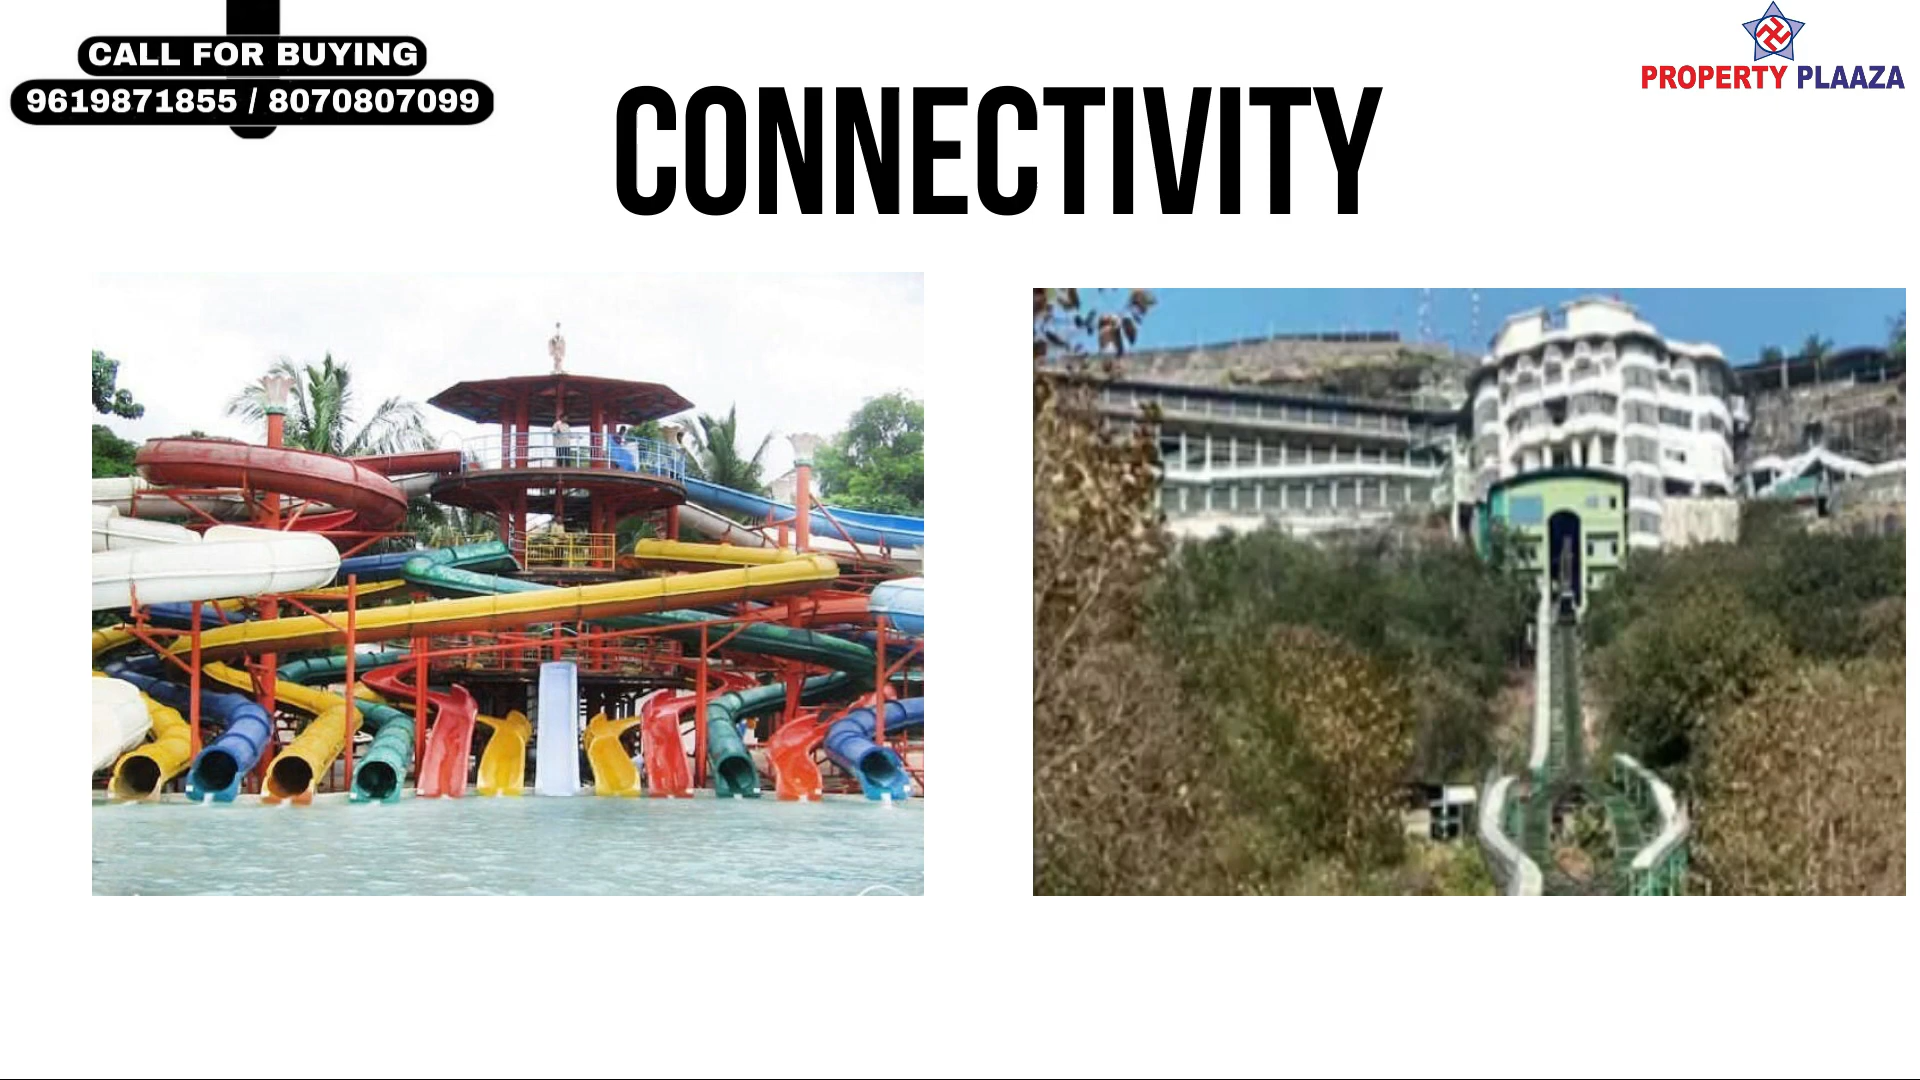 CALL FOR BUYING
9619871855 / 8070807099
PROPERTY PLAAZA
CONNECTIVITY